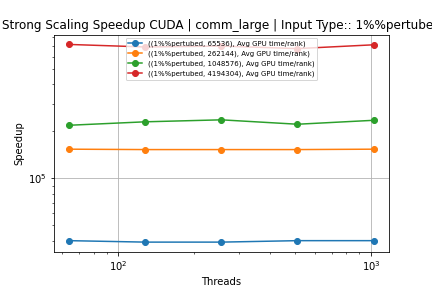 Strong Scaling Speedup CUDA | comm_large | Input Type:: 1%%pertube
((1%%pertubed, 65536), Avg GPU time/rank)
((1%%pertubed, 262144), Avg GPU time/rank)
((1%%pertubed, 1048576), Avg GPU time/rank)
((1%%pertubed, 4194304), Avg GPU time/rank)
Speedup
10^5
10^2
10^3
Threads